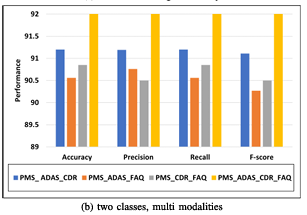 92
91.5
91
90.5
90
89.5
89
Performance
Accuracy Precision Recall F-score
PMS_ ADAS_CDR PMS_ADAS_FAQ PMS_CDR_FAQ PMS_ADAS_CDR_FAQ
(b) two classes, multi modalities